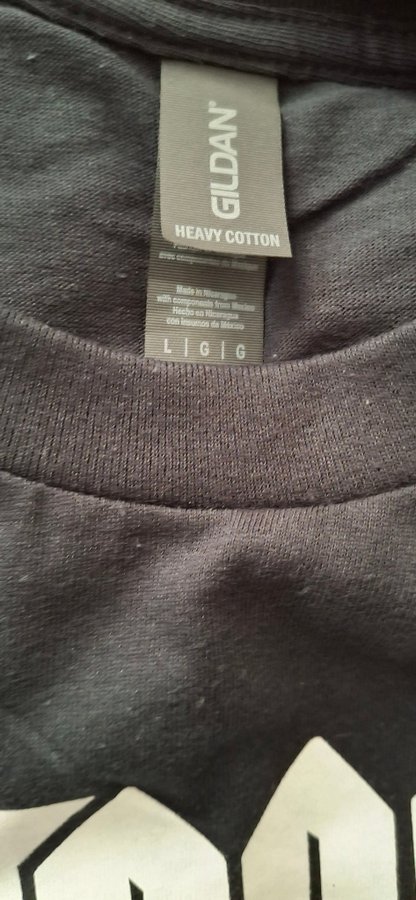 GILDAN®
HEAVY COTTON
Made in Nicaragua
with components from Mexico
Hecho en Nicaragua
con insumos de México
L | G | G